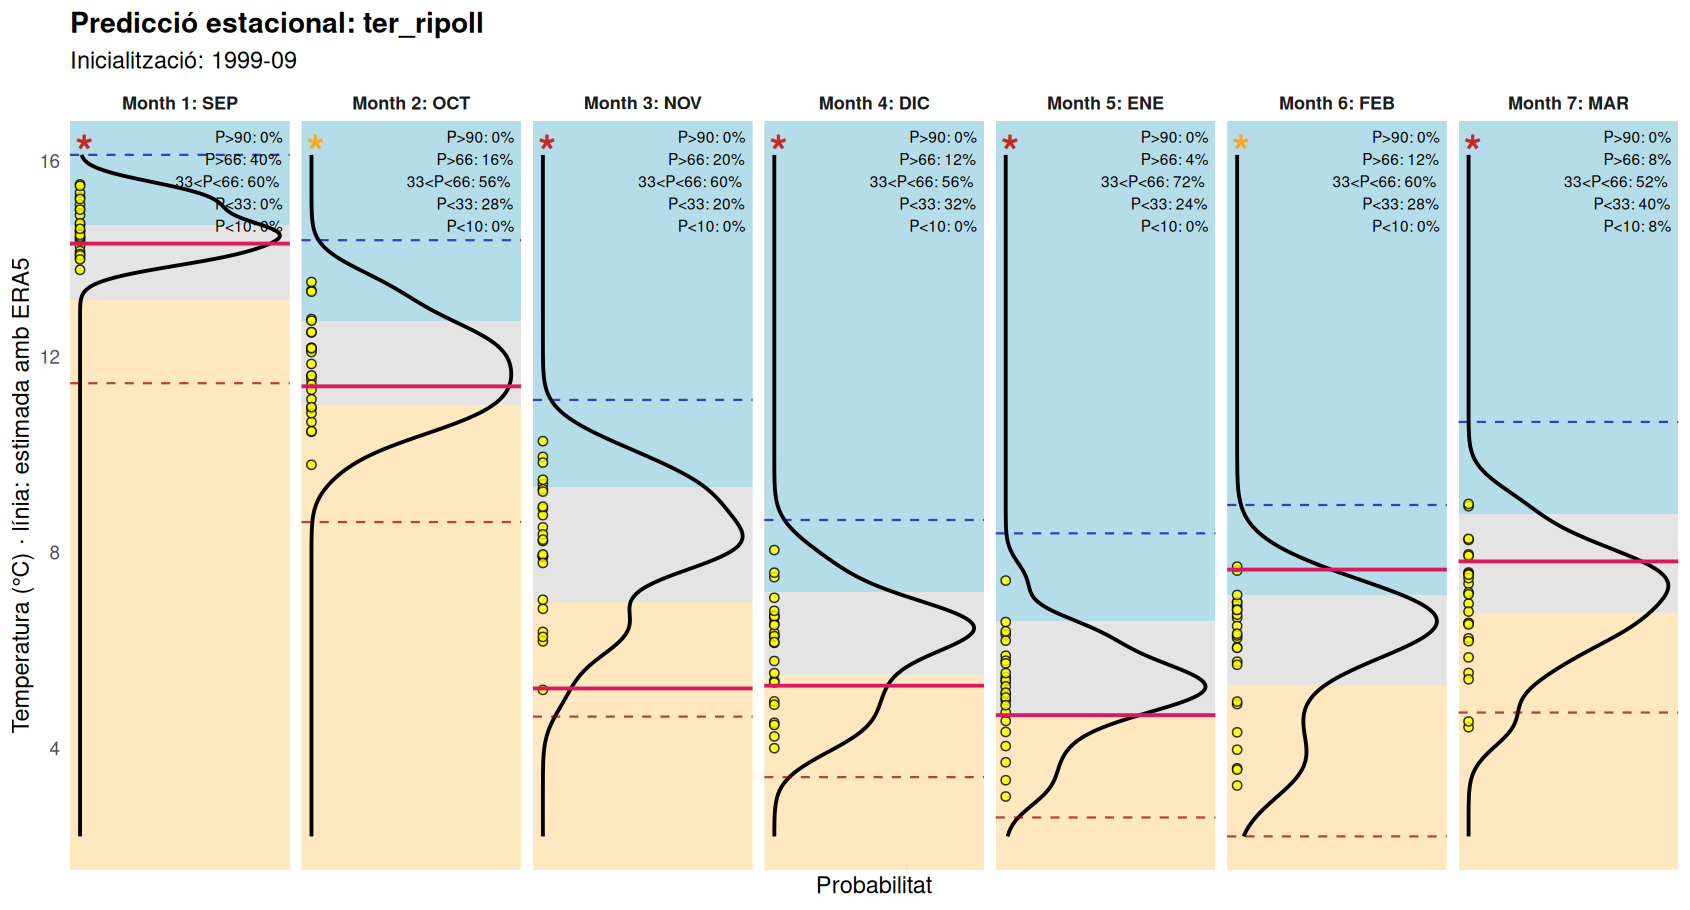 Predicció estacional: ter_ripoll
Inicialització: 1999-09
Month 1: SEP
Month 2: OCT
Month 3: NOV
Month 4: DIC
Month 5: ENE
Month 6: FEB
Month 7: MAR
P>90: 0%
P>66: 40%
33<P<66: 60%
P<33: 0%
P<10: 0%
P>90: 0%
P>66: 16%
33<P<66: 56%
P<33: 28%
P<10: 0%
P>90: 0%
P>66: 20%
33<P<66: 60%
P<33: 20%
P<10: 0%
P>90: 0%
P>66: 12%
33<P<66: 56%
P<33: 32%
P<10: 0%
P>90: 0%
P>66: 4%
33<P<66: 72%
P<33: 24%
P<10: 0%
P>90: 0%
P>66: 12%
33<P<66: 60%
P<33: 28%
P<10: 0%
P>90: 0%
P>66: 8%
33<P<66: 52%
P<33: 40%
P<10: 8%
16
12
8
4
Temperatura (°C) · línia: estimada amb ERA5
Probabilitat